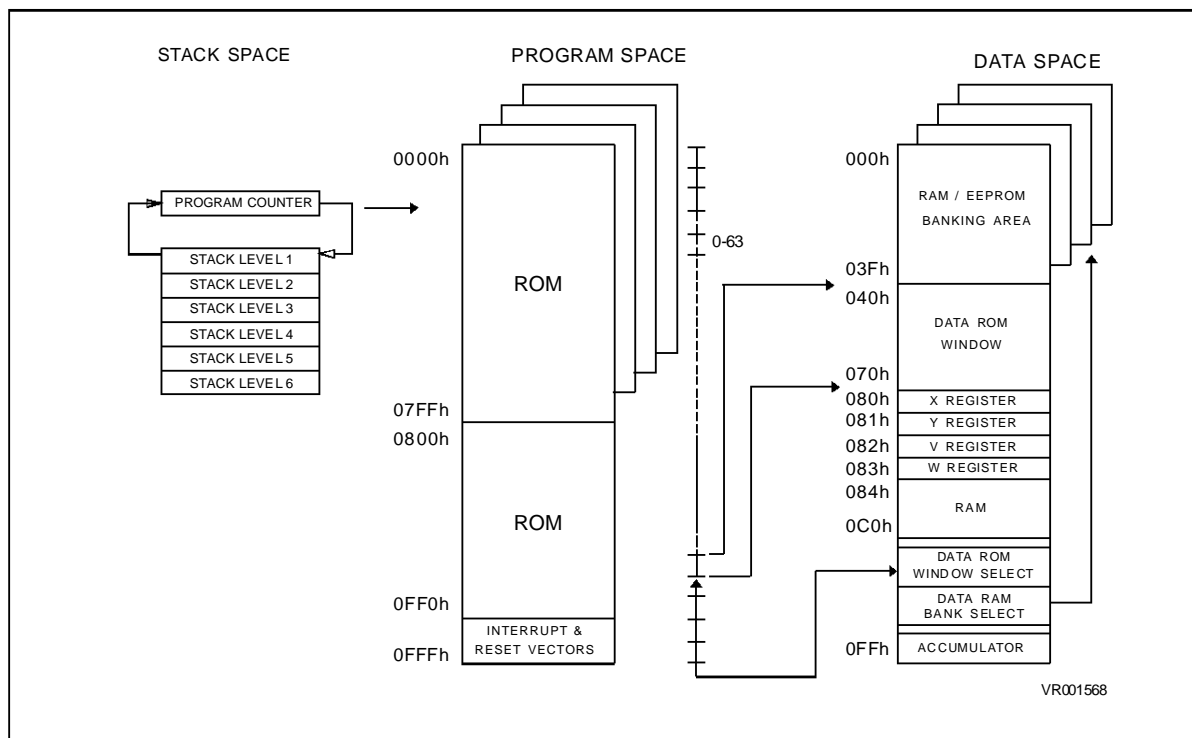 STACK SPACE
PROGRAM SPACE
DATA SPACE
PROGRAM COUNTER
STACK LEVEL 1
STACK LEVEL 2
STACK LEVEL 3
STACK LEVEL 4
STACK LEVEL 5
STACK LEVEL 6
0000h
ROM
07FFh
0800h
ROM
0FF0h
INTERRUPT &
RESET VECTORS
0FFFh
0-63
000h
RAM / EEPROM
BANKING AREA
03Fh
040h
DATA ROM
WINDOW
070h
080h
X REGISTER
081h
Y REGISTER
082h
V REGISTER
083h
W REGISTER
084h
RAM
0C0h
DATA ROM
WINDOW SELECT
DATA RAM
BANK SELECT
0FFh
ACCUMULATOR
VR001568